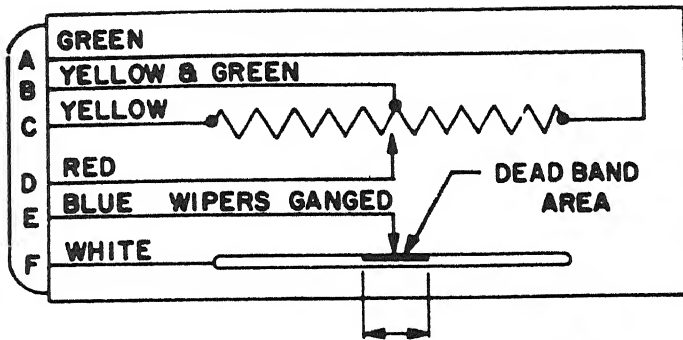 A GREEN
B YELLOW & GREEN
C YELLOW
D RED
E BLUE WIPERS GANGED
DEAD BAND
AREA
F WHITE